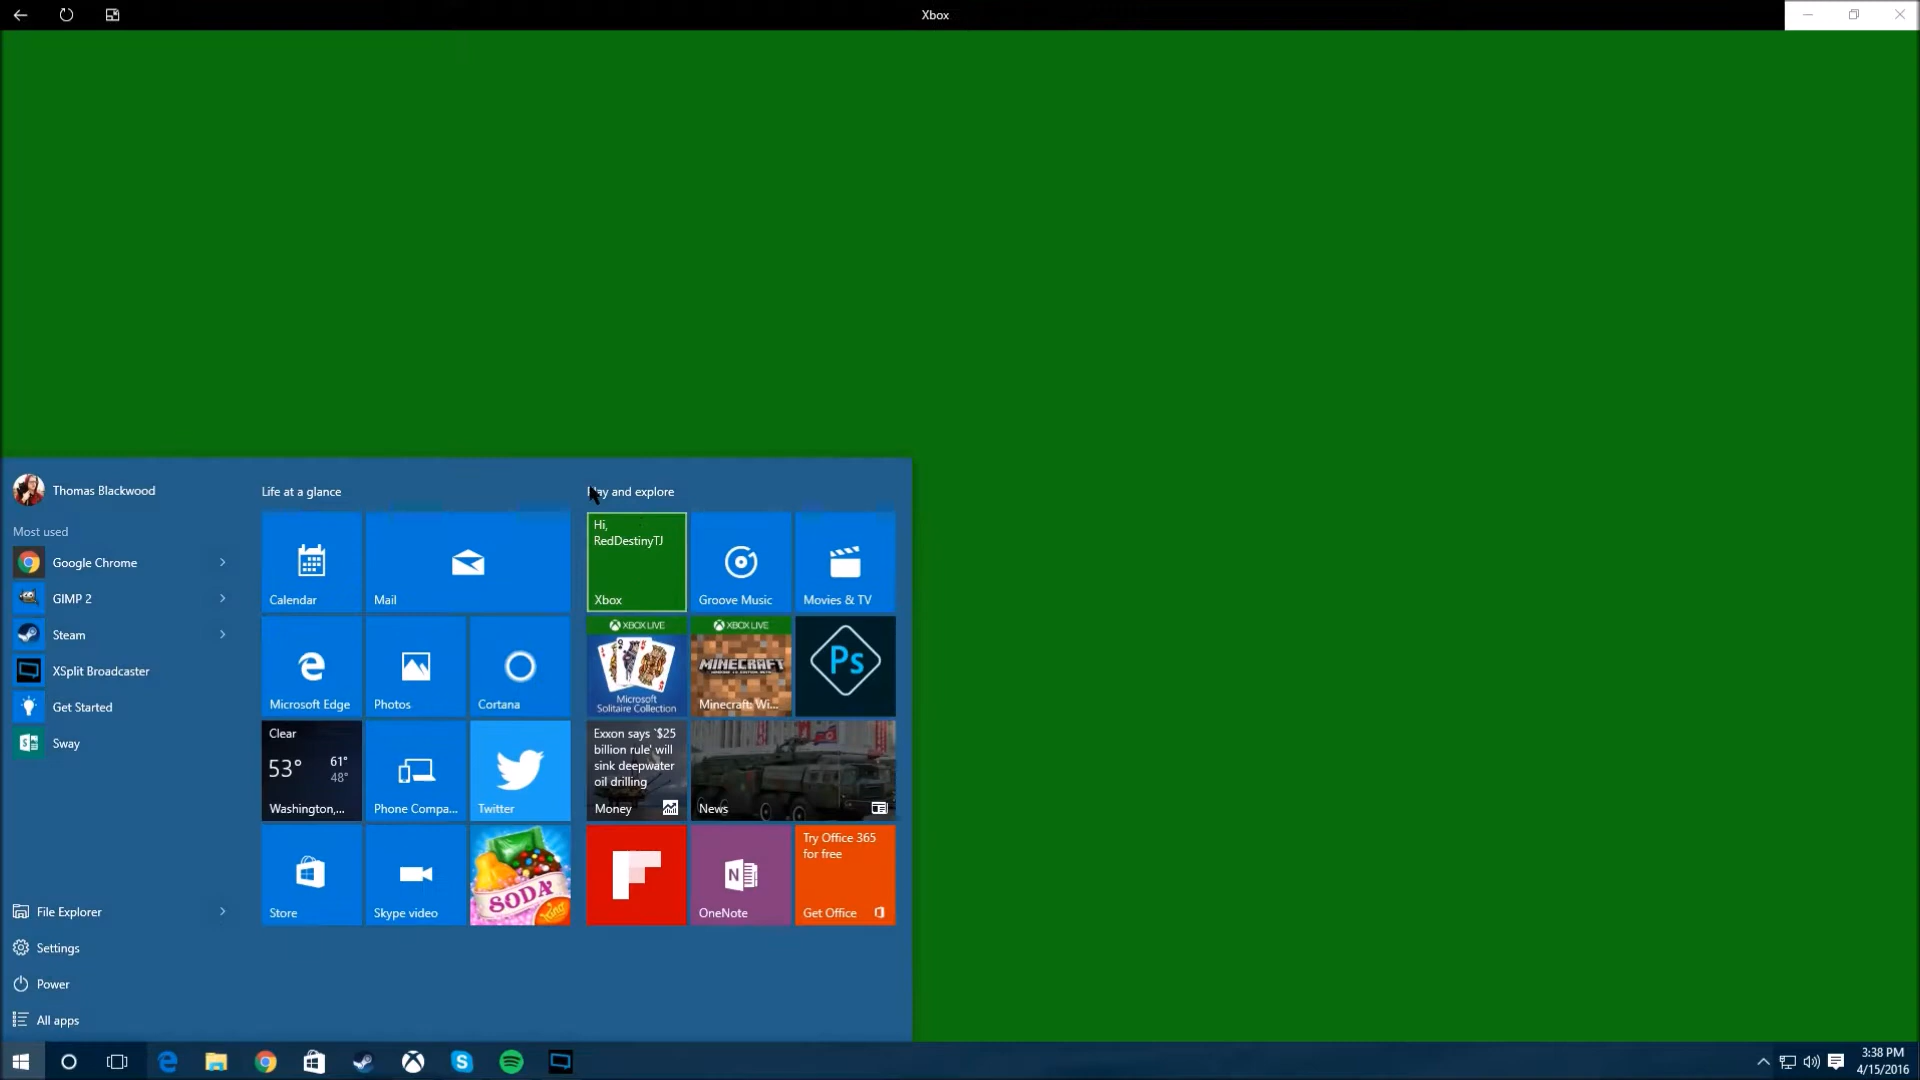 Xbox
Thomas Blackwood
Most used
Google Chrome
GIMP 2
Steam
XSplit Broadcaster
Get Started
Sway
File Explorer
Settings
Power
All apps
Life at a glance
Calendar
Mail
Microsoft Edge
Photos
Cortana
Clear
53°
61°
48°
Washington,...
Phone Compa...
Twitter
Store
Skype video
SODA
Play and explore
Hi,
RedDestinyTJ
Xbox
Groove Music
Movies & TV
XBOX LIVE
Microsoft
Solitaire Collection
XBOX LIVE
MINECRAFT
Minecraft: Wi...
Ps
Exxon says '$25
billion rule' will
sink deepwater
oil drilling
Money
News
OneNote
Try Office 365
for free
Get Office
3:38 PM
4/15/2016